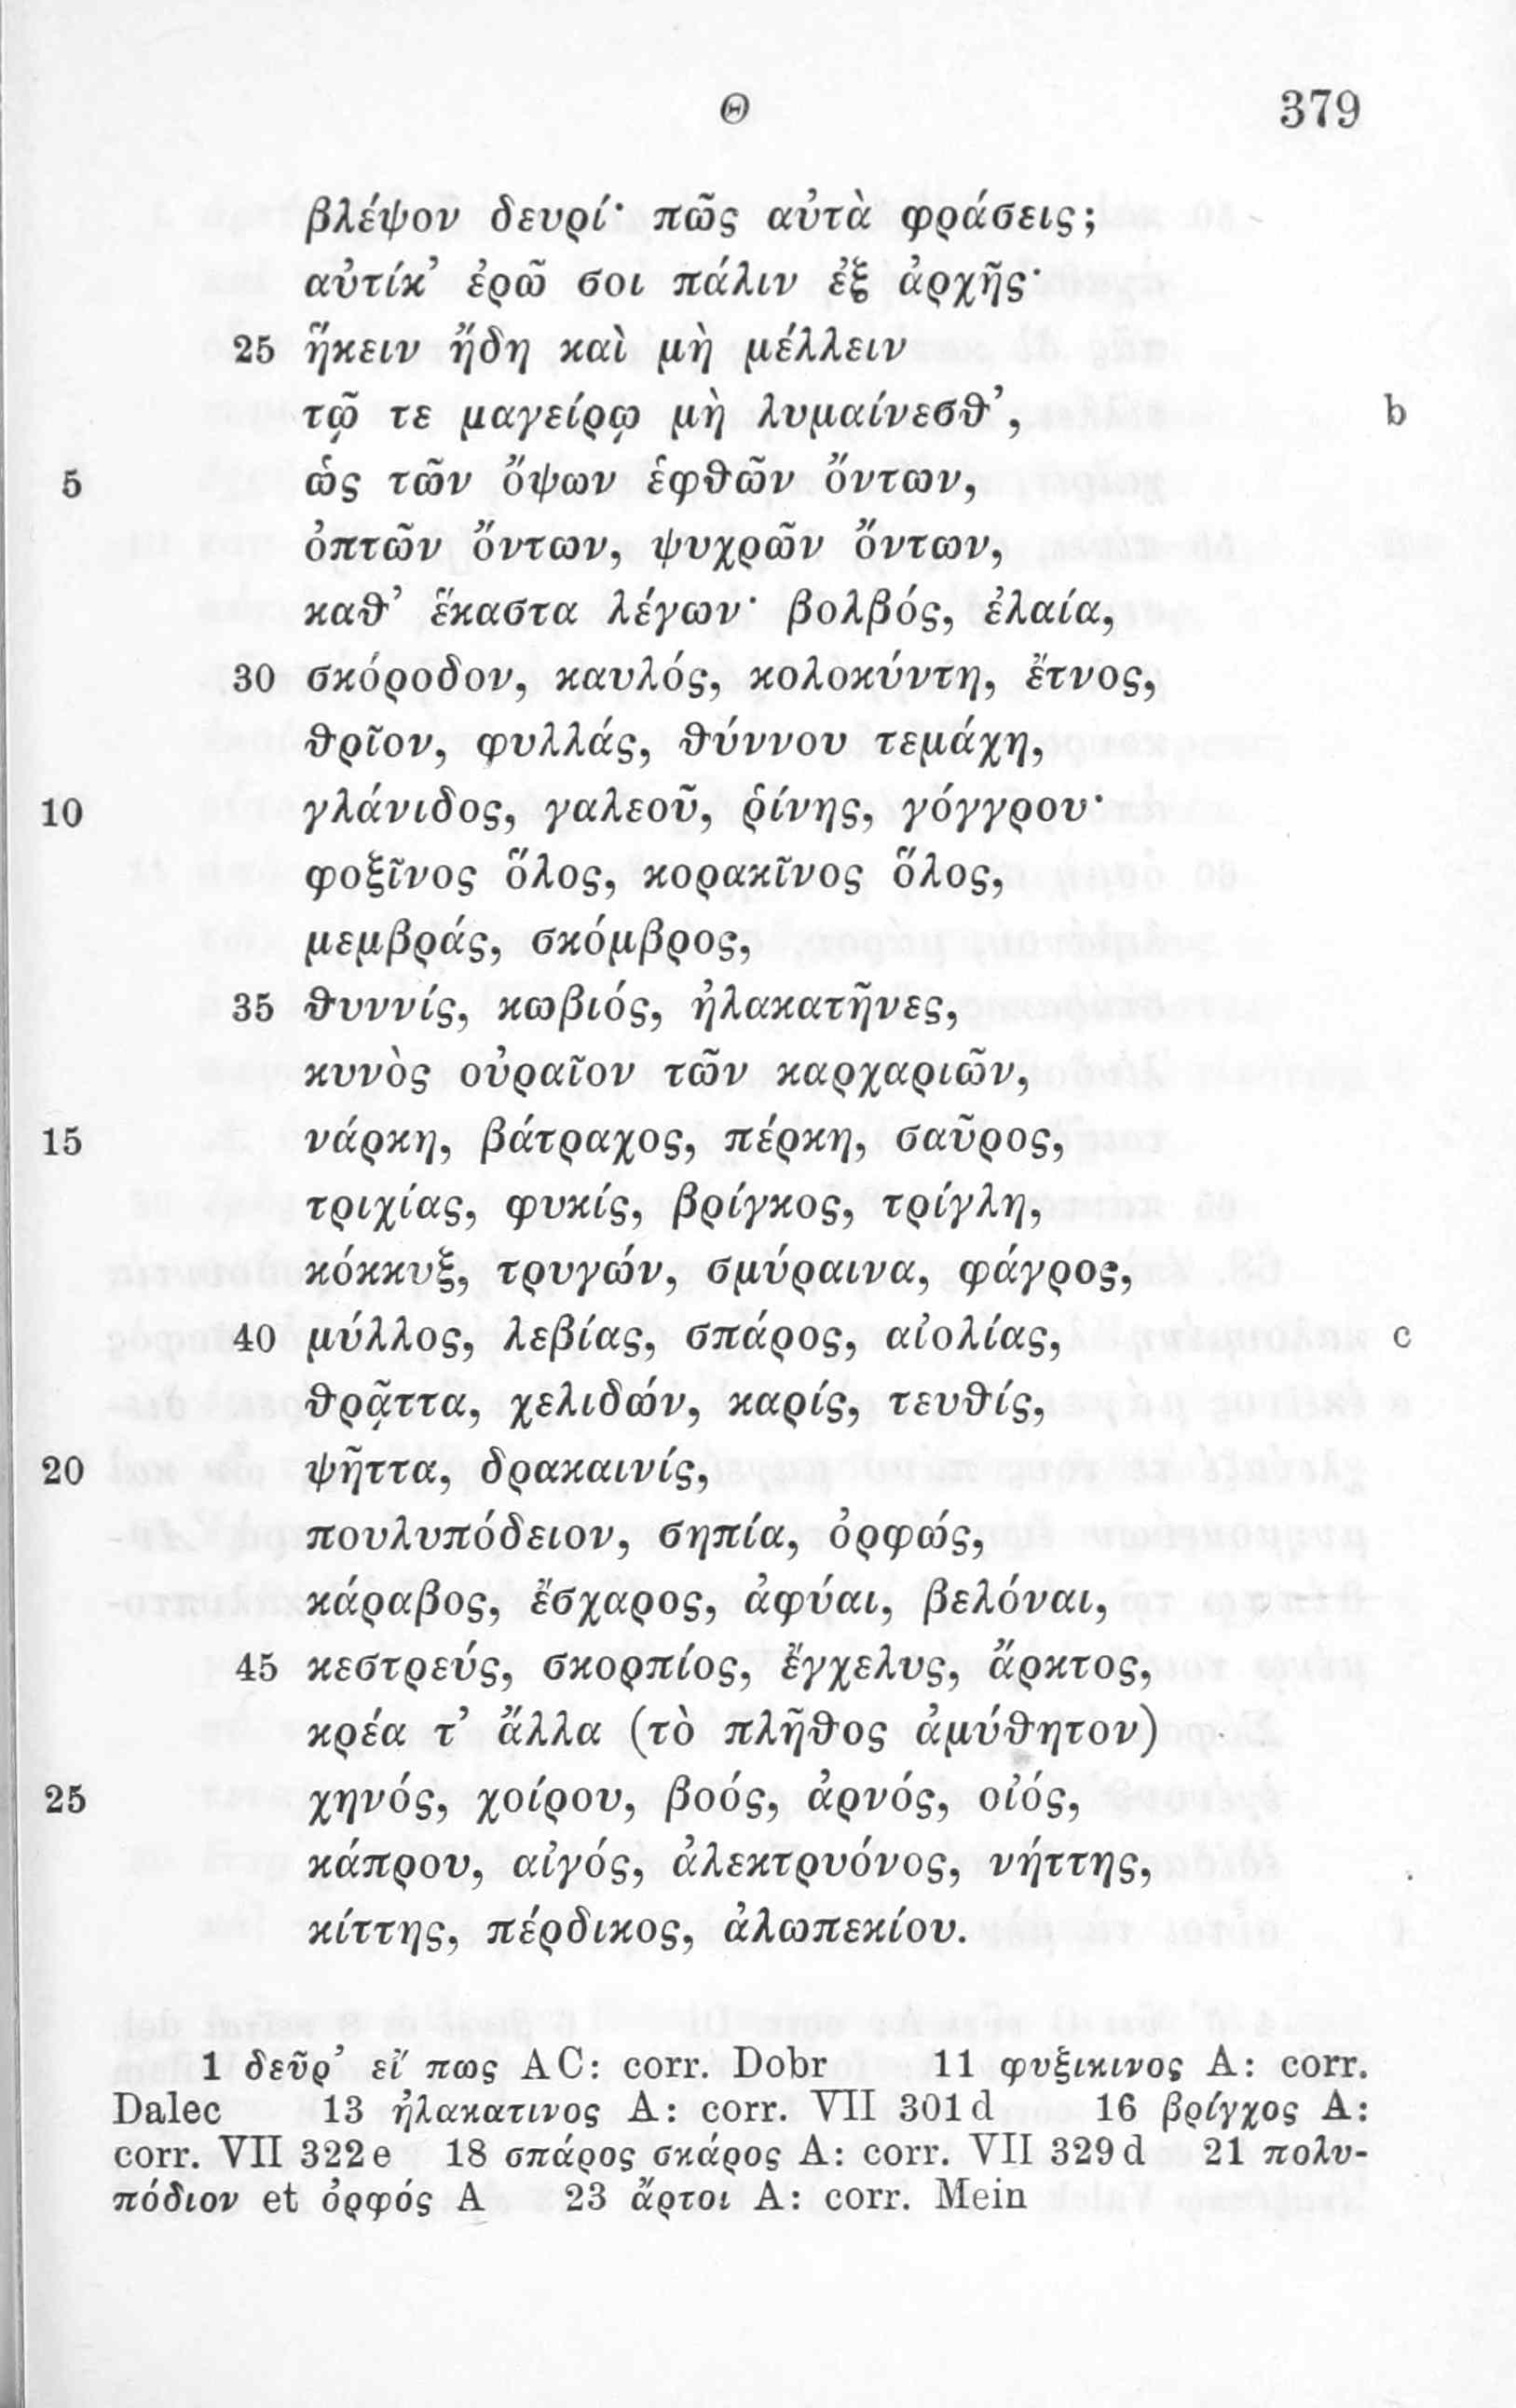 Θ 379
βλέψον δευρί· πῶς αὐτὰ φράσεις;
αὐτίκ’ ἐρῶ σοι πάλιν ἐξ ἀρχῆς·
25 ἥκειν ἤδη καὶ μὴ μέλλειν
τῷ τε μαγείρῳ μὴ λυμαίνεσθ’, b
5 ὡς τῶν ὄψων ἑφθῶν ὄντων,
ὀπτῶν ὄντων, ψυχρῶν ὄντων,
καθ’ ἕκαστα λέγων· βολβός, ἐλαία,
30 σκόροδον, καυλός, κολοκύντη, ἔτνος,
θρῖον, φυλλάς, θύννου τεμάχη,
10 γλάνιδος, γαλεοῦ, ῥίνης, γόγγρου·
φοξῖνος ὅλος, κορακῖνος ὅλος,
μεμβράς, σκόμβρος,
35 θυννίς, κωβιός, ἠλακατῆνες,
κυνὸς οὐραῖον τῶν καρχαριῶν,
15 νάρκη, βάτραχος, πέρκη, σαῦρος,
τριχίας, φυκίς, βρίγκος, τρίγλη,
κόκκυξ, τρυγών, σμύραινα, φάγρος,
40 μύλλος, λεβίας, σπάρος, αἰολίας, c
θρᾷττα, χελιδών, καρίς, τευθίς,
20 ψῆττα, δρακαινίς,
πουλυπόδειον, σηπία, ὀρφώς,
κάραβος, ἔσχαρος, ἀφύαι, βελόναι,
45 κεστρεύς, σκορπίος, ἔγχελυς, ἄρκτος,
κρέα τ’ ἄλλα (τὸ πλῆθος ἀμύθητον)
25 χηνός, χοίρου, βοός, ἀρνός, οἰός,
κάπρου, αἰγός, ἀλεκτρυόνος, νήττης,
κίττης, πέρδικος, ἀλωπεκίου.
1 δεῦρ’ εἴ πως AC: corr. Dobr 11 φυξικινος A: corr.
Dalec 13 ἠλακατινος A: corr. VII 301d 16 βρίγχος A:
corr. VII 322e 18 σπάρος σκάρος A: corr. VII 329d 21 πολυ-
πόδιον et ὀρφός A 23 ἄρτοι A: corr. Mein